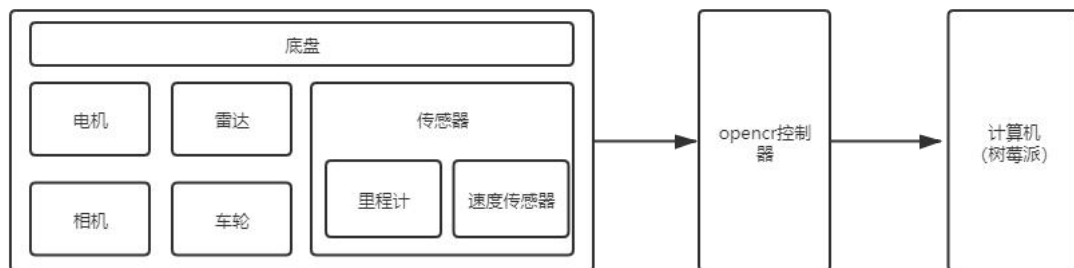 底盘
电机
雷达
传感器
opencr控制
器
计算机
(树莓派)
里程计
速度传感器
相机
车轮